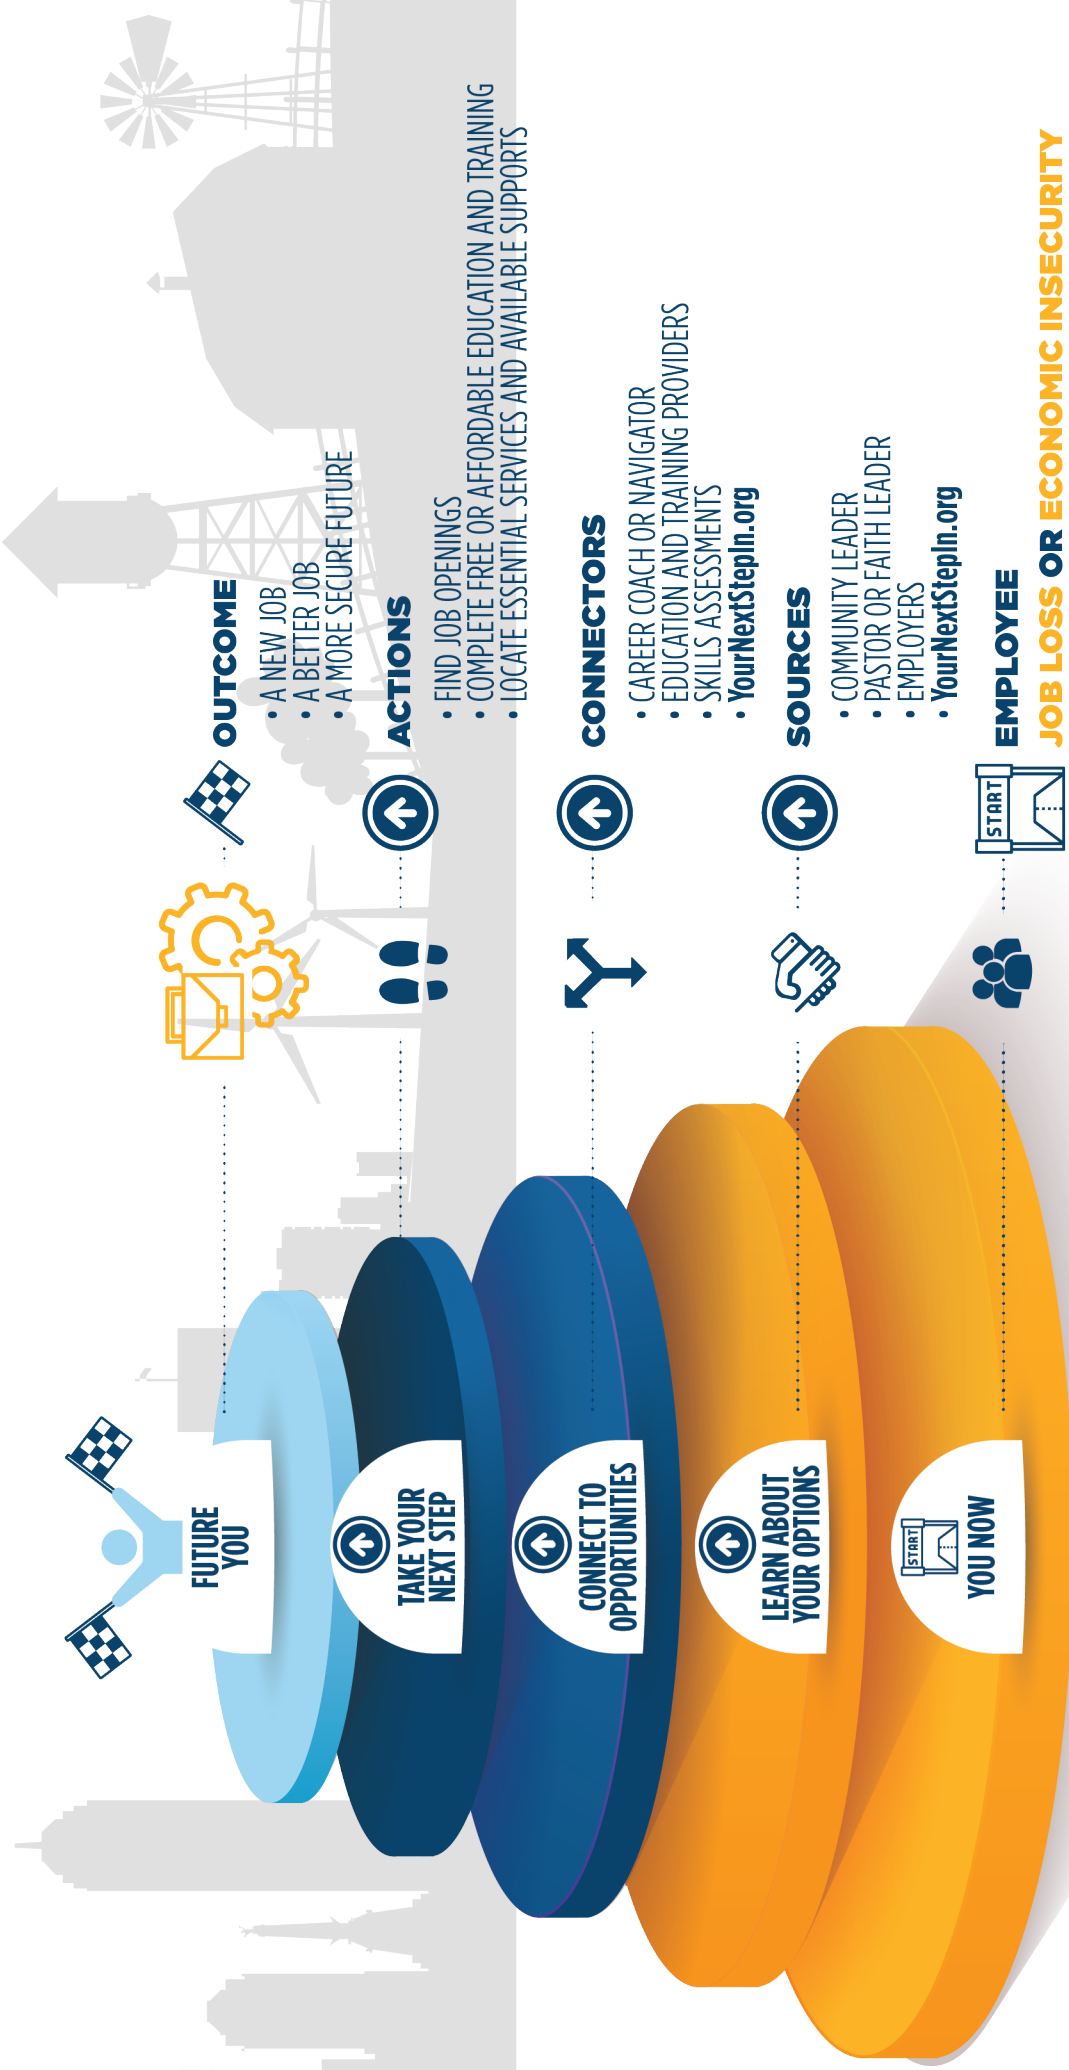 FUTURE
YOU
OUTCOME
• A NEW JOB
• A BETTER JOB
• A MORE SECURE FUTURE
TAKE YOUR
NEXT STEP
ACTIONS
• FIND JOB OPENINGS
• COMPLETE FREE OR AFFORDABLE EDUCATION AND TRAINING
• LOCATE ESSENTIAL SERVICES AND AVAILABLE SUPPORTS
CONNECT TO
OPPORTUNITIES
CONNECTORS
• CAREER COACH OR NAVIGATOR
• EDUCATION AND TRAINING PROVIDERS
• SKILLS ASSESSMENTS
• YourNextStepIn.org
LEARN ABOUT
YOUR OPTIONS
SOURCES
• COMMUNITY LEADER
• PASTOR OR FAITH LEADER
• EMPLOYERS
• YourNextStepIn.org
START
YOU NOW
START
EMPLOYEE
JOB LOSS OR ECONOMIC INSECURITY